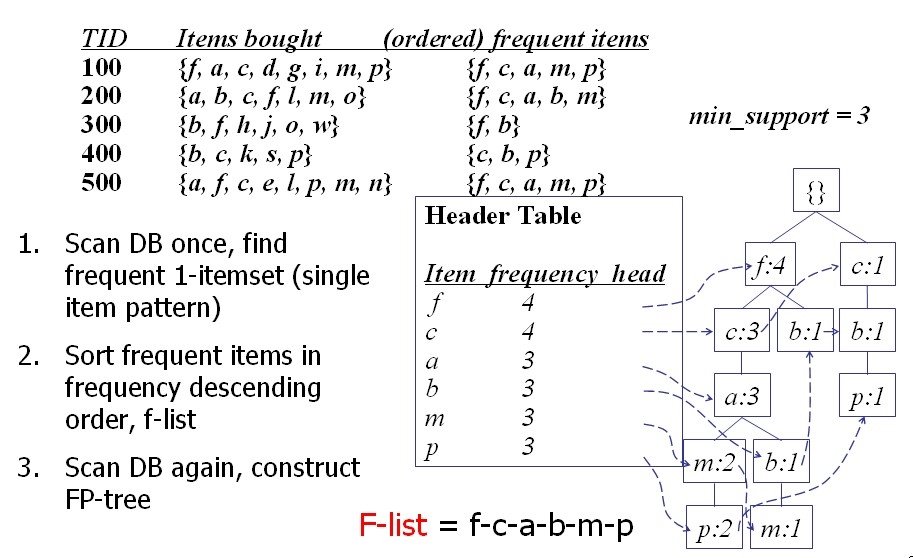 TID Items bought (ordered) frequent items
100 {f, a, c, d, g, i, m, p} {f, c, a, m, p}
200 {a, b, c, f, l, m, o} {f, c, a, b, m}
300 {b, f, h, j, o, w} {f, b}
400 {b, c, k, s, p} {c, b, p}
500 {a, f, c, e, l, p, m, n} {f, c, a, m, p}
min_support = 3
1. Scan DB once, find
frequent 1-itemset (single
item pattern)
2. Sort frequent items in
frequency descending
order, f-list
3. Scan DB again, construct
FP-tree
Header Table
Item frequency head
f 4
c 4
a 3
b 3
m 3
p 3
F-list = f-c-a-b-m-p
{}
f:4 c:1
c:3 b:1 b:1
a:3 p:1
m:2 b:1
p:2 m:1